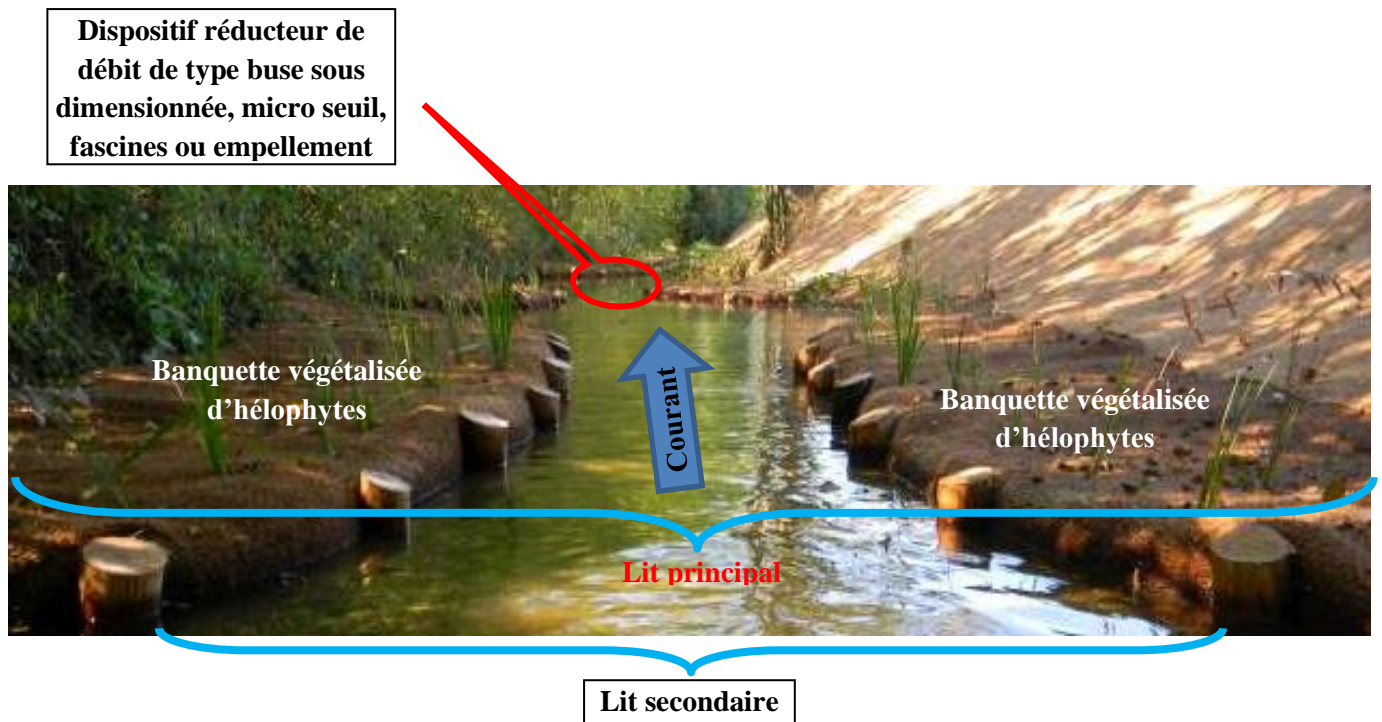 Dispositif réducteur de
débit de type buse sous
dimensionnée, micro seuil,
fascines ou empellement
Banquette végétalisée
d’hélophytes
Courant
Banquette végétalisée
d’hélophytes
Lit principal
Lit secondaire